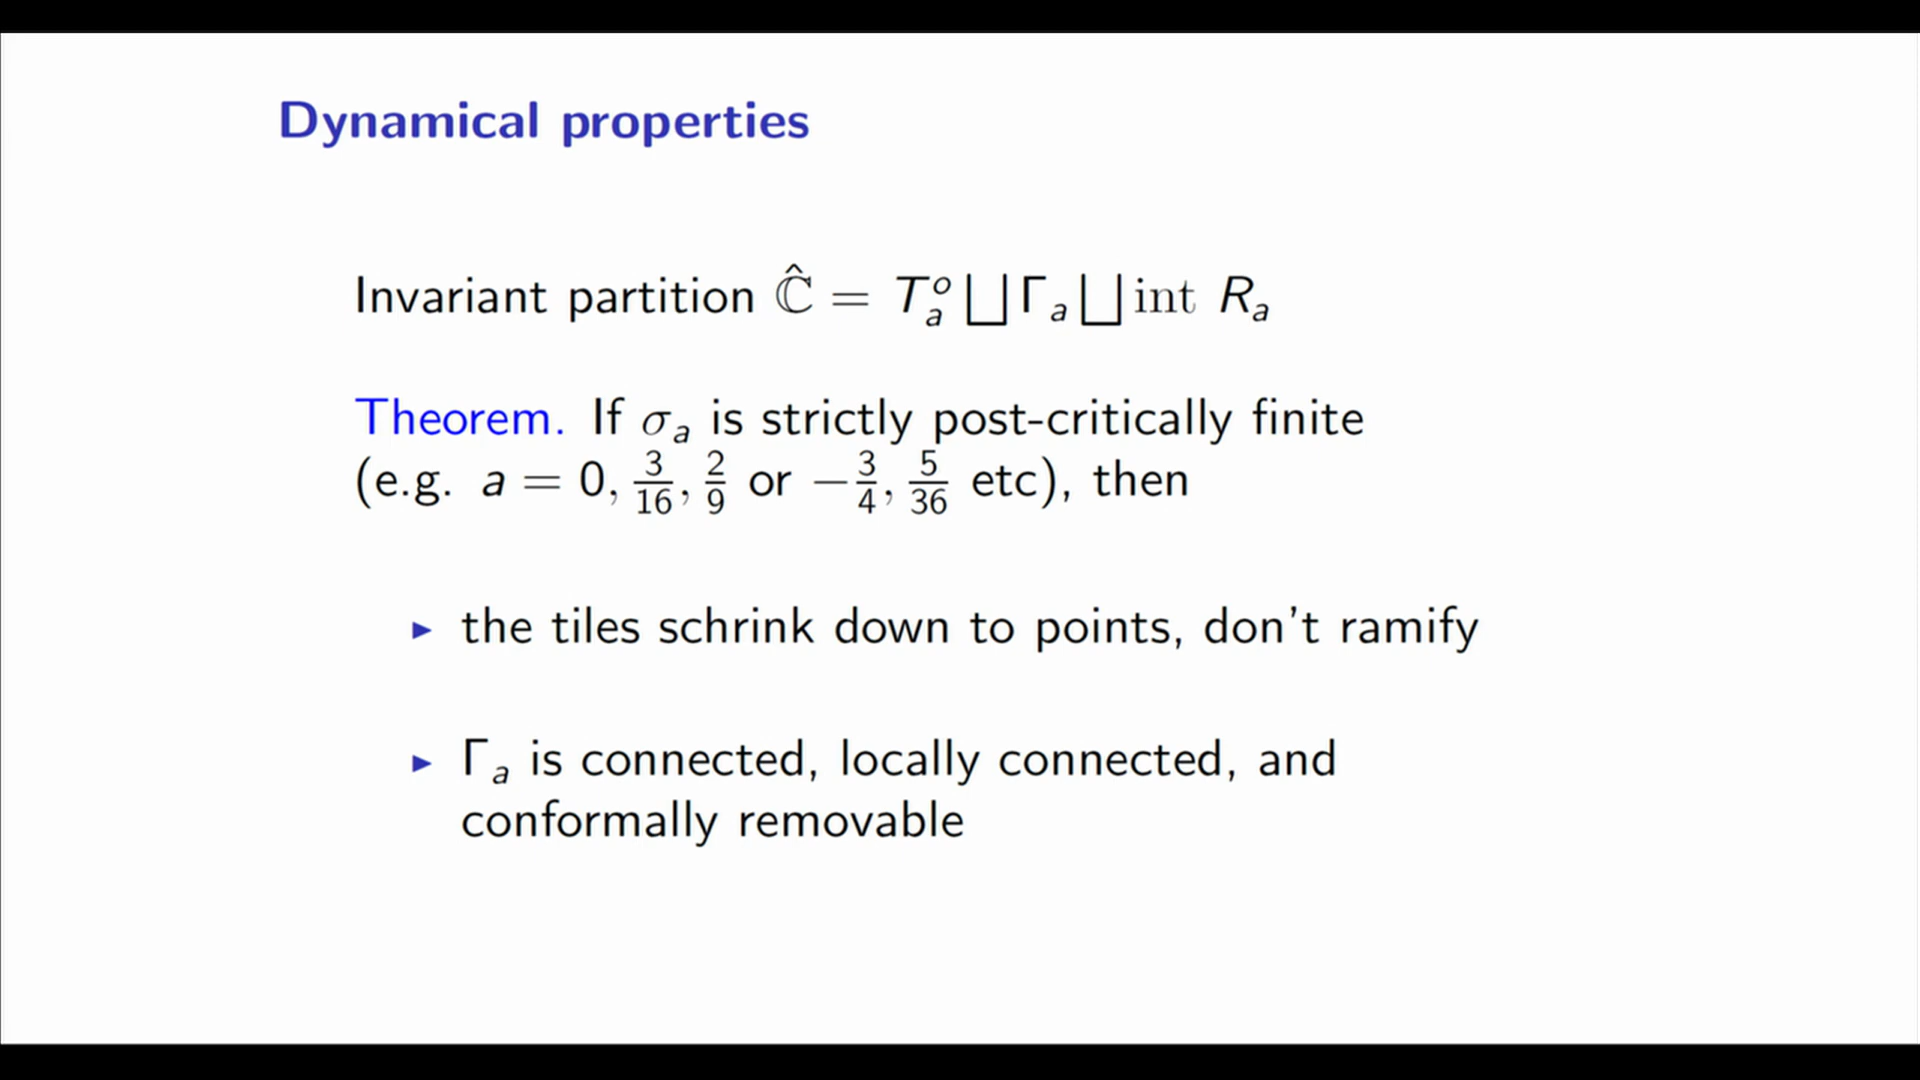 Dynamical properties
Invariant partition Ĉ = T_a^o ⊔ Γ_a ⊔ int R_a
Theorem. If σ_a is strictly post-critically finite
(e.g. a = 0, 3/16, 2/9 or −3/4, 5/36 etc), then
▶ the tiles schrink down to points, don't ramify
▶ Γ_a is connected, locally connected, and
conformally removable